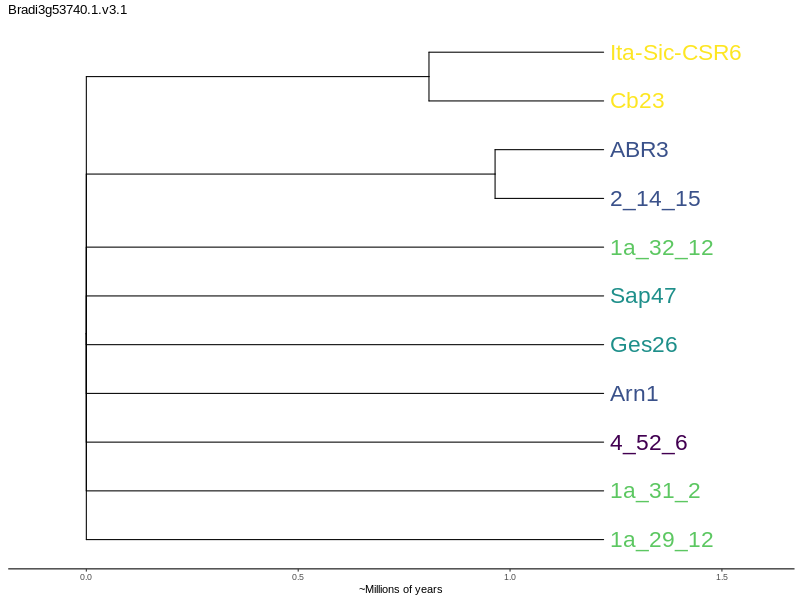 Bradi3g53740.1.v3.1
Ita-Sic-CSR6
Cb23
ABR3
2_14_15
1a_32_12
Sap47
Ges26
Arn1
4_52_6
1a_31_2
1a_29_12
0.0 0.5 1.0 1.5
~Millions of years